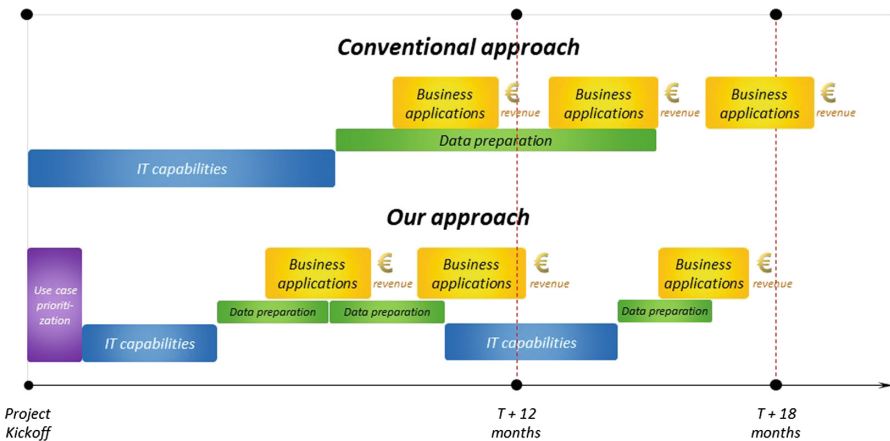 Conventional approach
Business
applications
€
revenue
Business
applications
€
revenue
Business
applications
€
revenue
Data preparation
IT capabilities
Our approach
Use case
prioriti-
zation
Business
applications
€
revenue
Business
applications
€
revenue
Business
applications
€
revenue
Data preparation
Data preparation
Data preparation
IT capabilities
IT capabilities
Project
Kickoff
T + 12
months
T + 18
months